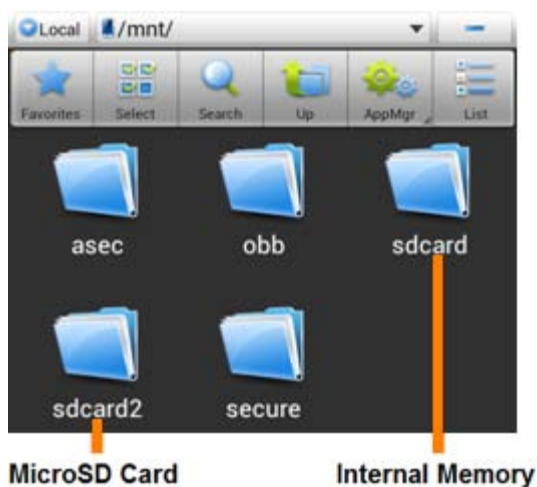 Local /mnt/
Favorites Select Search Up AppMgr List
asec obb sdcard
sdcard2 secure
MicroSD Card Internal Memory